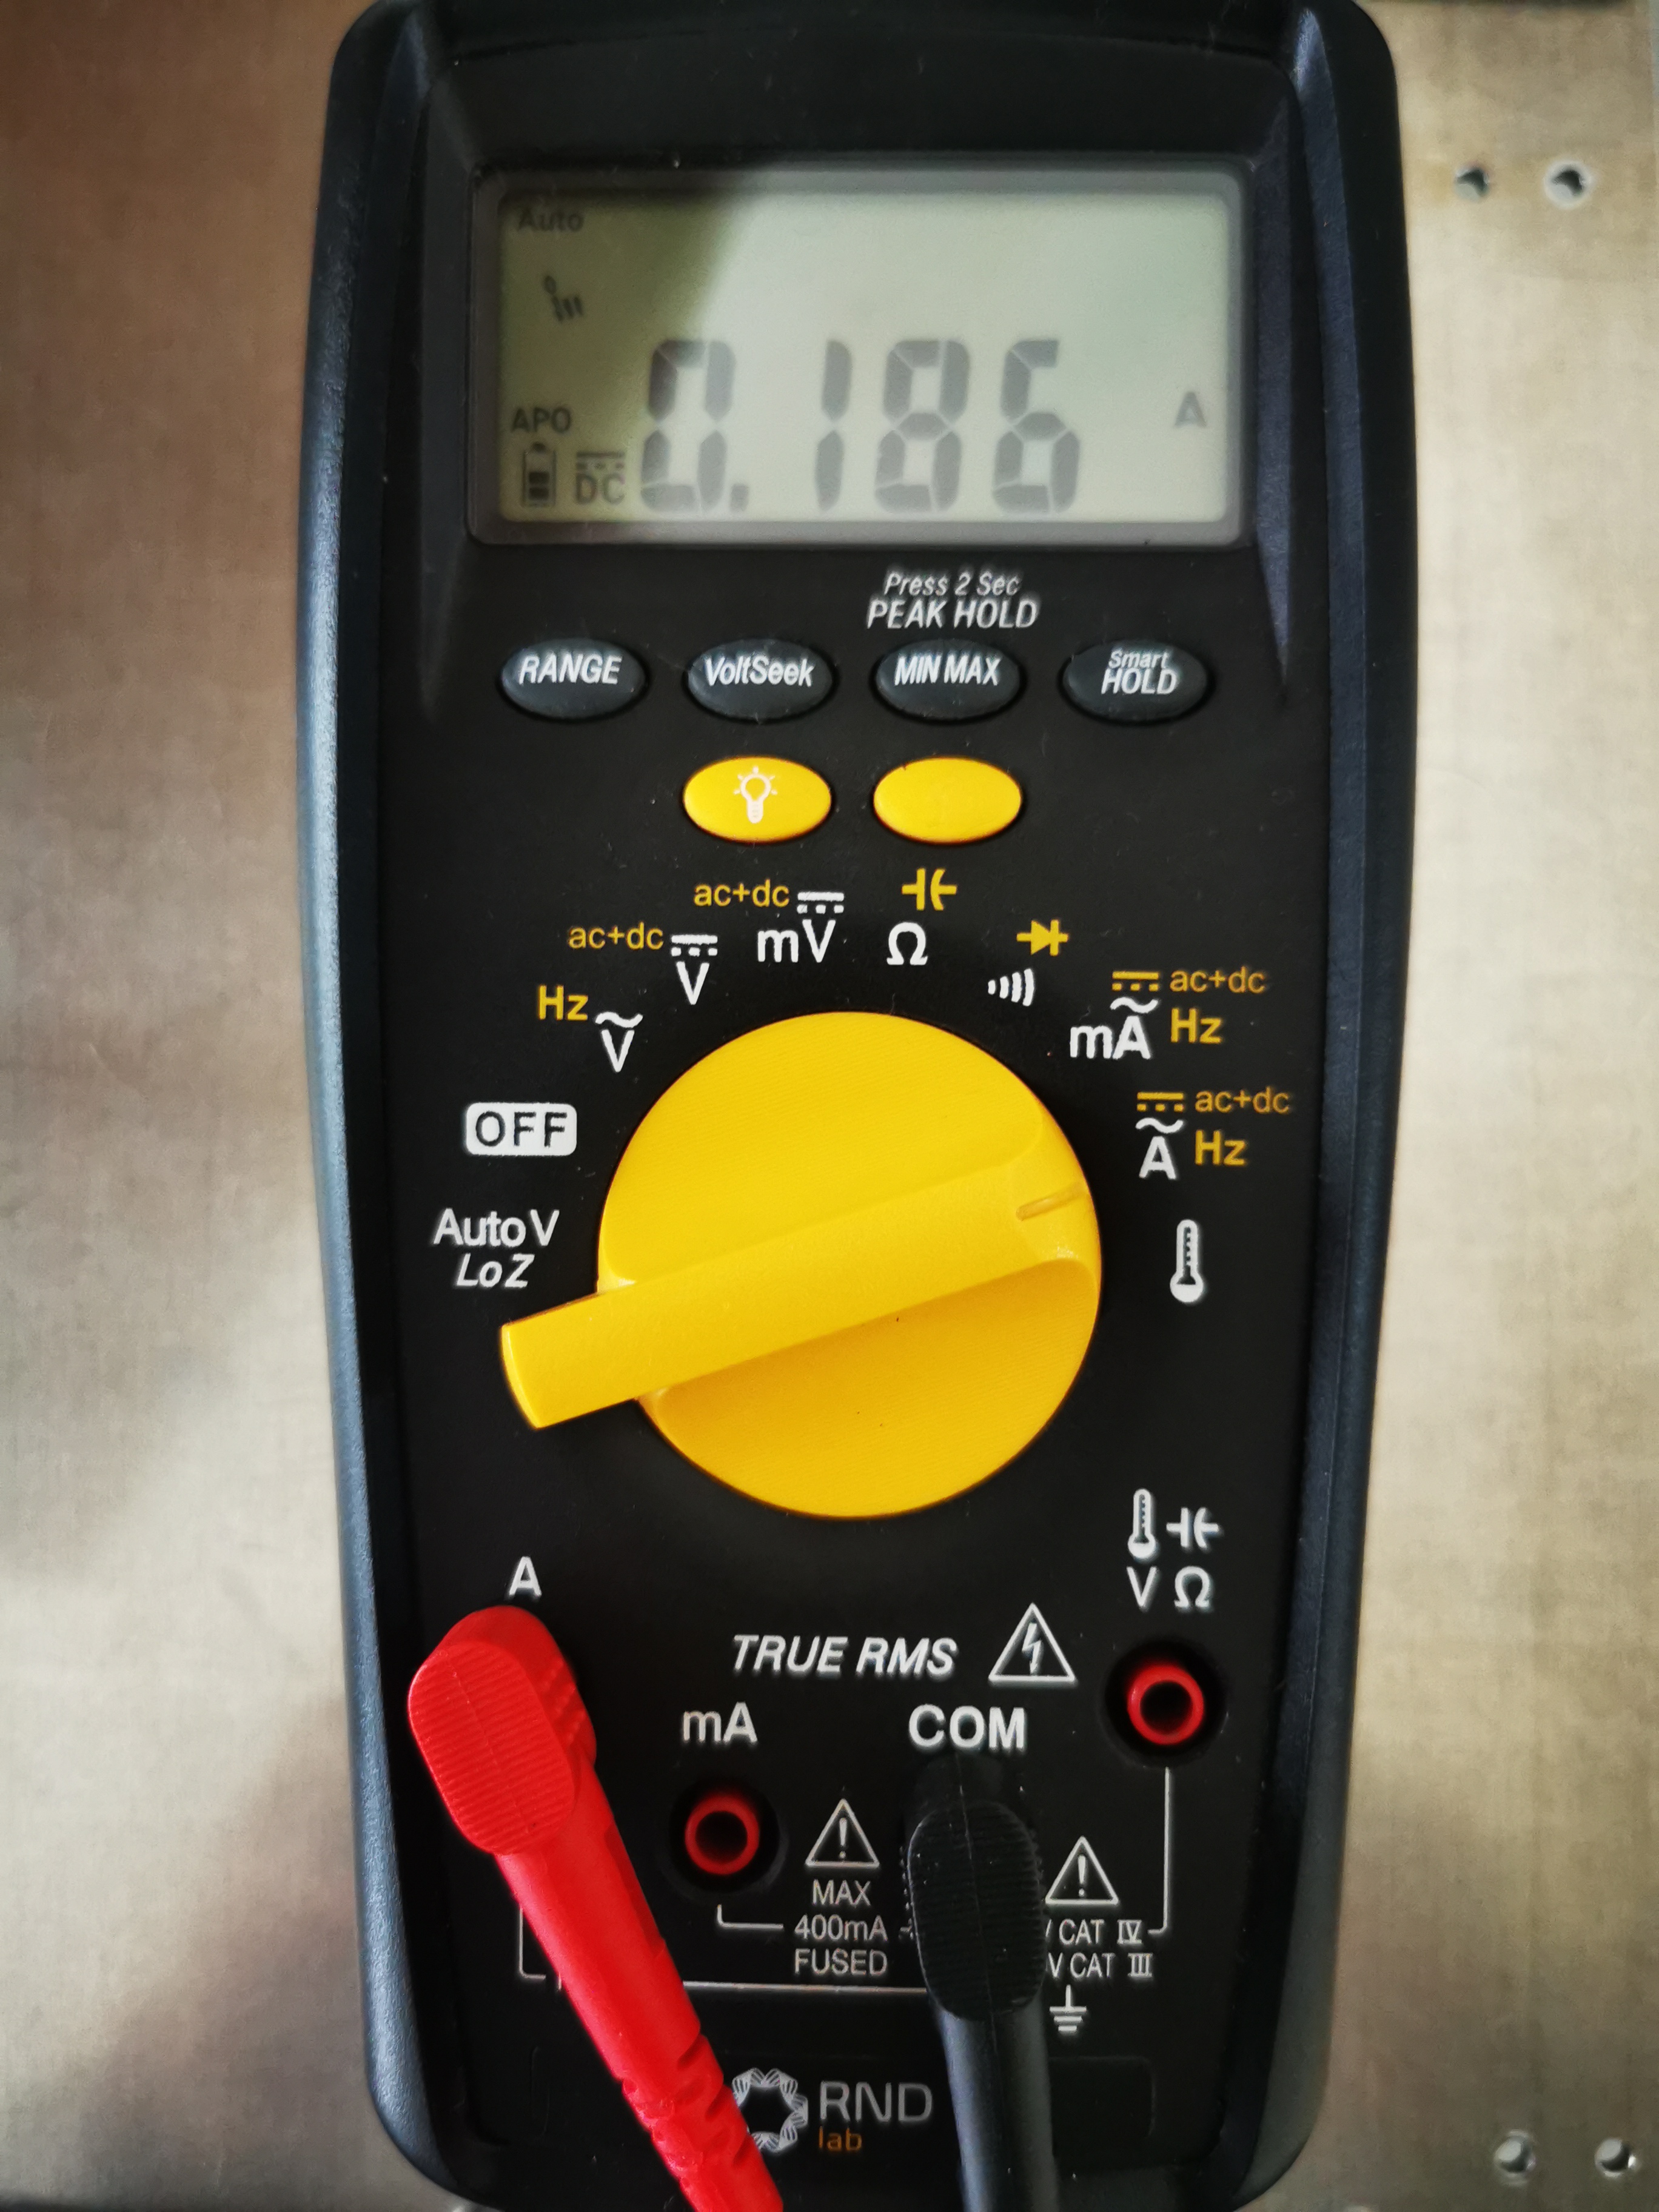 Auto
APO
DC 0.186 A
Press 2 Sec
PEAK HOLD
RANGE VoltSeek MIN MAX Smart HOLD
ac+dc
mV Ω
ac+dc
V
Hz
V
ac+dc
mA Hz
ac+dc
A Hz
OFF
Auto V
LoZ
A
V Ω
TRUE RMS
mA COM
MAX
400mA
FUSED
CAT IV
V CAT III
RND
lab